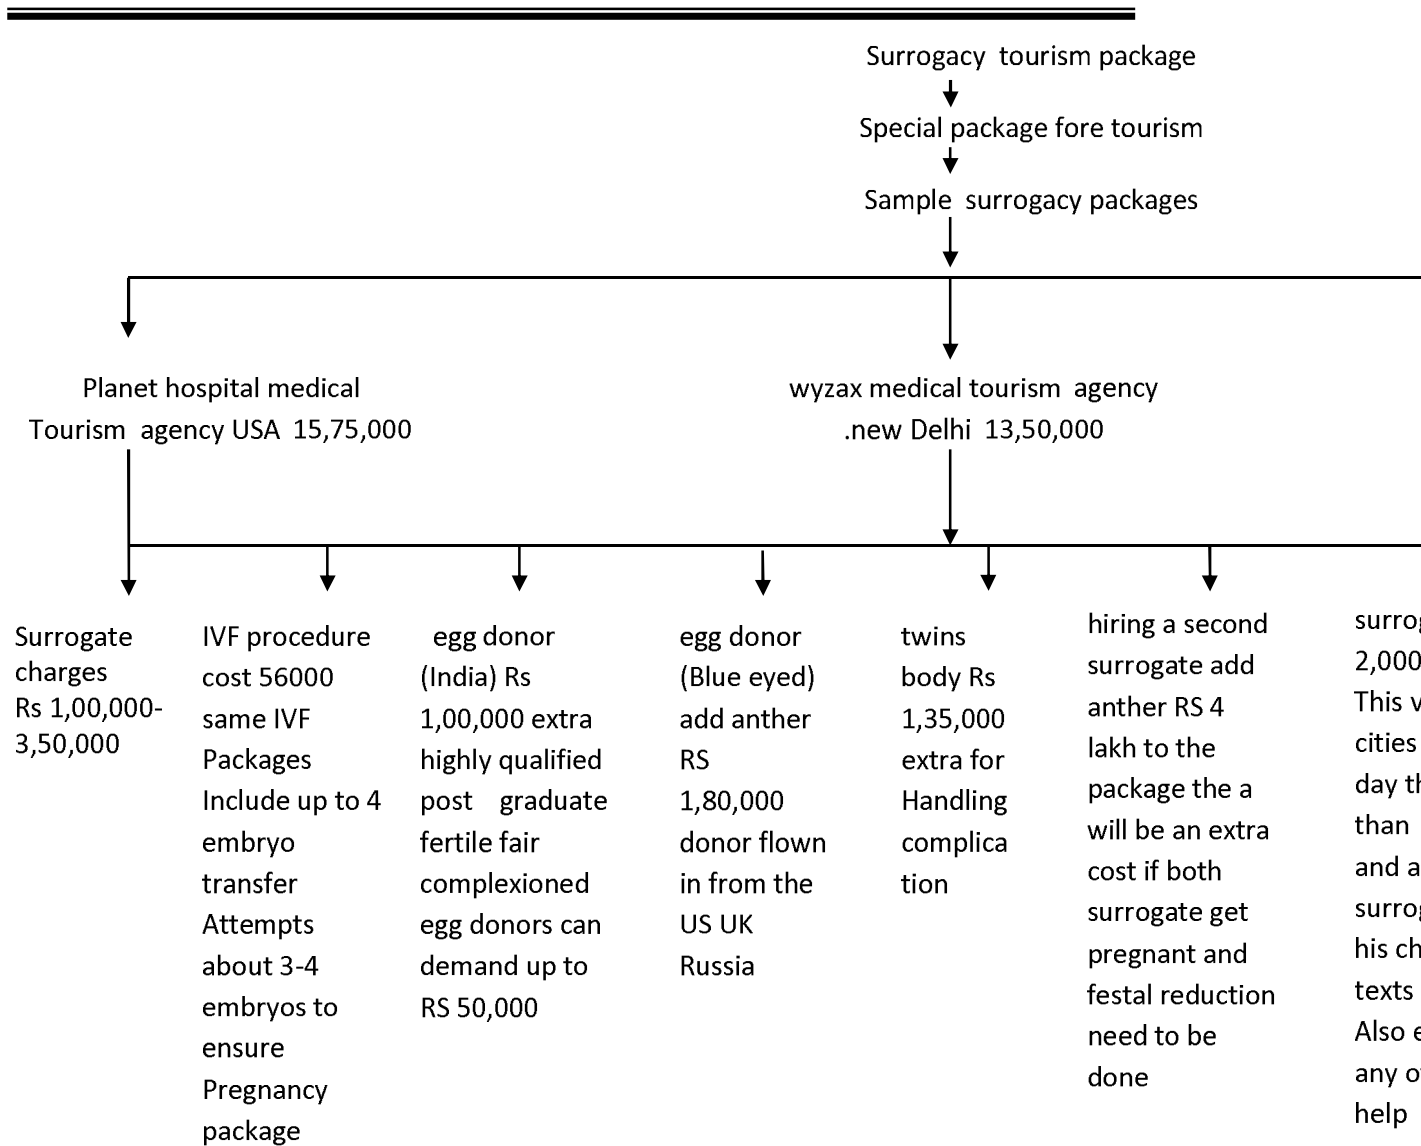 Surrogacy tourism package
Special package fore tourism
Sample surrogacy packages
Planet hospital medical
Tourism agency USA 15,75,000
wyzax medical tourism agency
.new Delhi 13,50,000
Surrogate
charges
Rs 1,00,000-
3,50,000
IVF procedure
cost 56000
same IVF
Packages
Include up to 4
embryo
transfer
Attempts
about 3-4
embryos to
ensure
Pregnancy
package
egg donor
(India) Rs
1,00,000 extra
highly qualified
post graduate
fertile fair
complexioned
egg donors can
demand up to
RS 50,000
egg donor
(Blue eyed)
add anther
RS
1,80,000
donor flown
in from the
US UK
Russia
twins
body Rs
1,35,000
extra for
Handling
complica
tion
hiring a second
surrogate add
anther RS 4
lakh to the
package the a
will be an extra
cost if both
surrogate get
pregnant and
festal reduction
need to be
done
2,000
This
cities
day
than
and
his
texts
Also
any
help